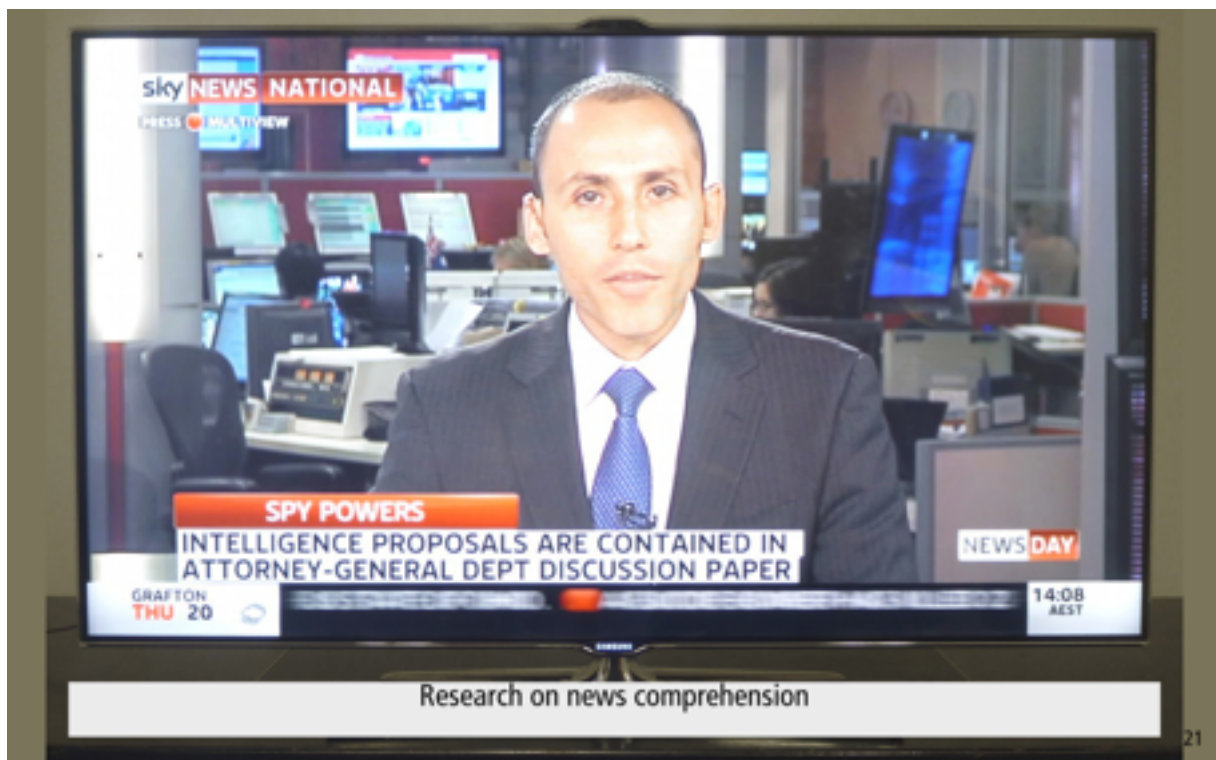 sky NEWS NATIONAL
PRESS MULTIVIEW
SPY POWERS
INTELLIGENCE PROPOSALS ARE CONTAINED IN
ATTORNEY-GENERAL DEPT DISCUSSION PAPER
NEWS DAY
GRAFTON
THU 20
14:08
AEST
SAMSUNG
Research on news comprehension
21